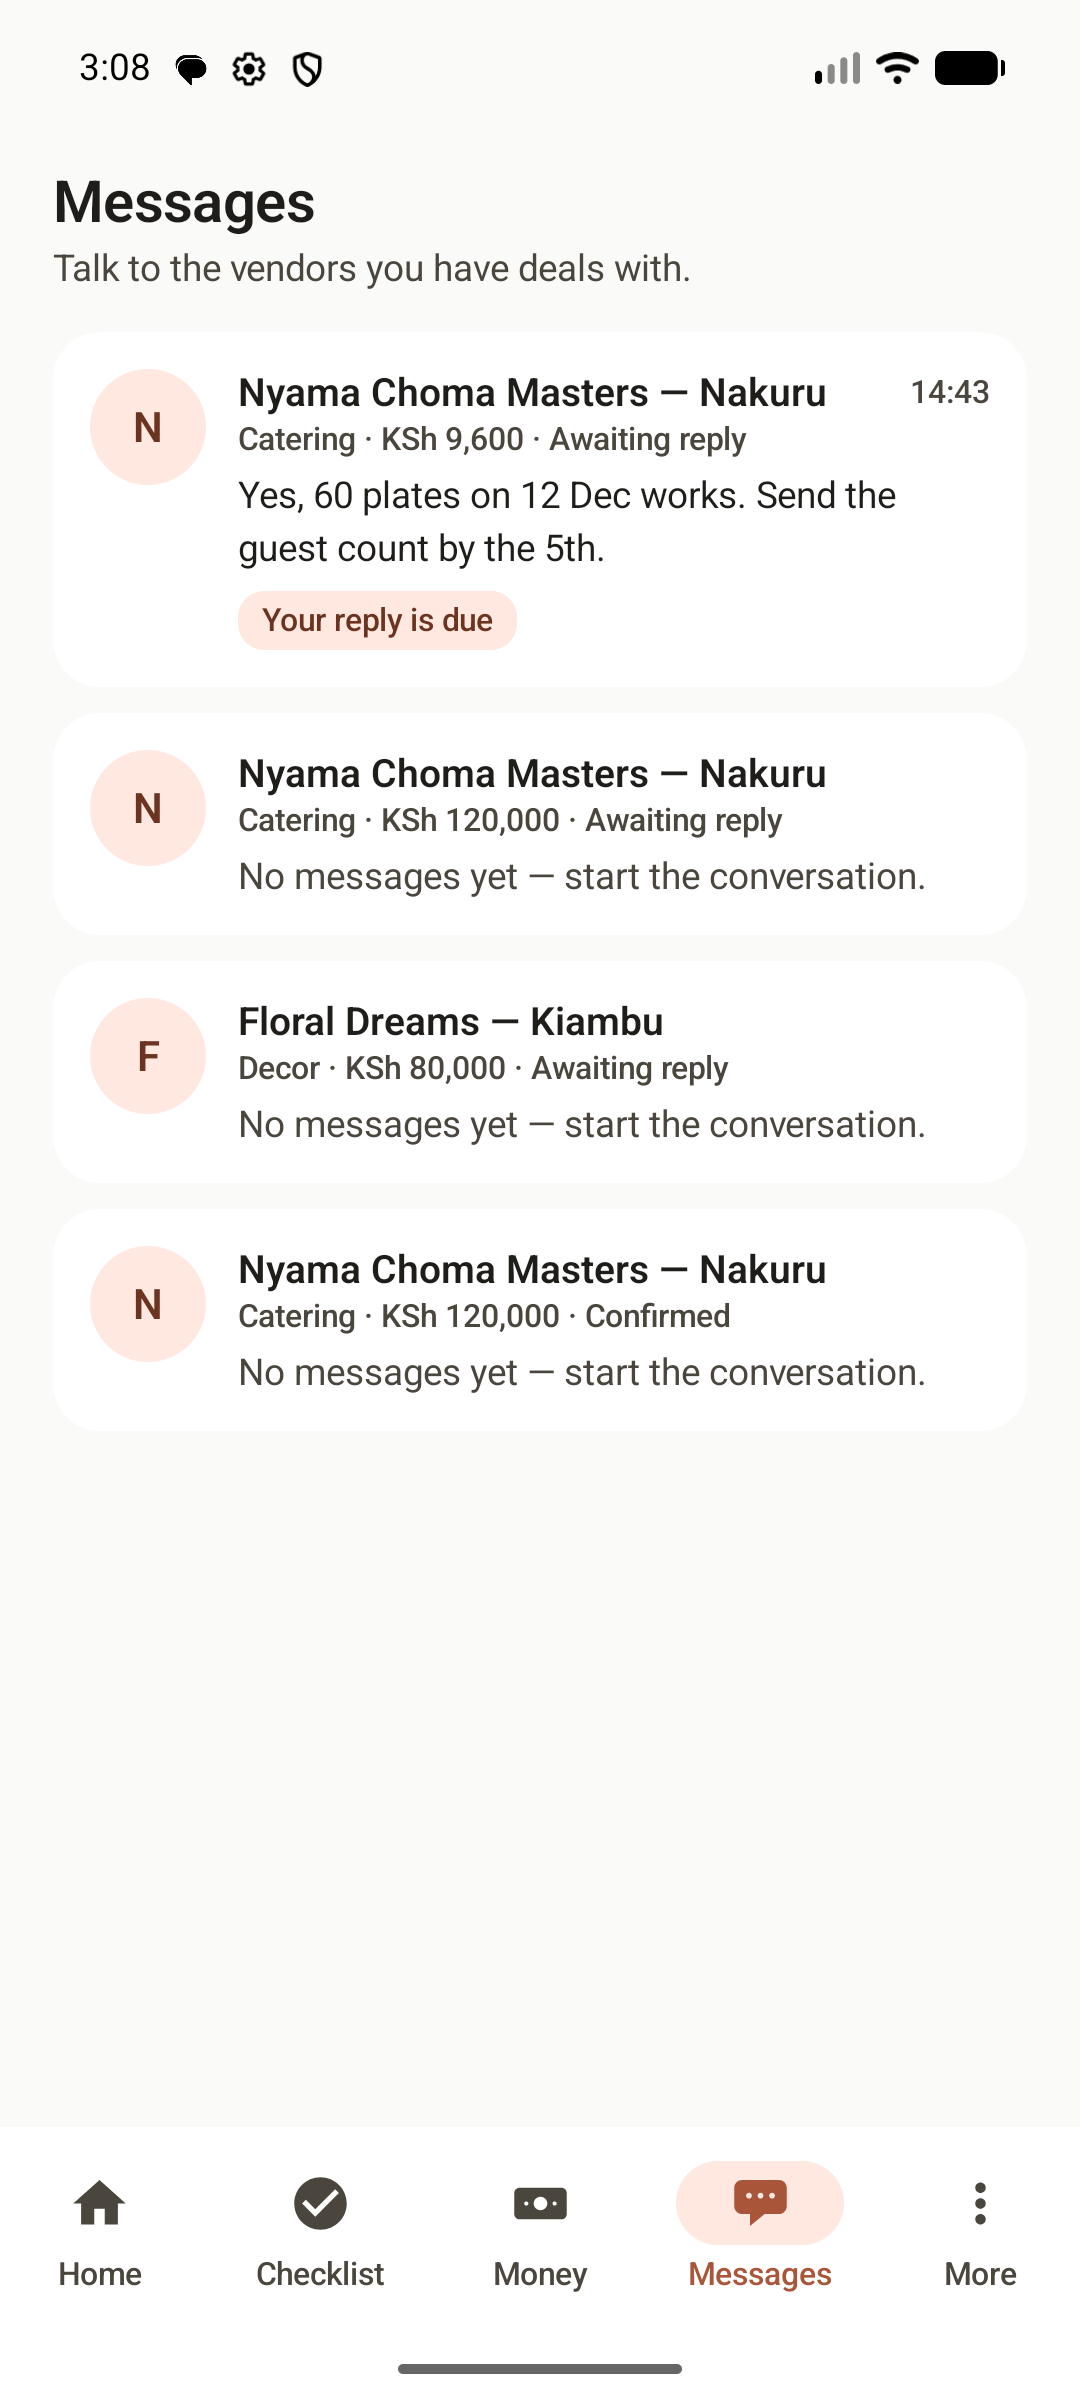 3:08
Messages
Talk to the vendors you have deals with.
N
Nyama Choma Masters — Nakuru 14:43
Catering · KSh 9,600 · Awaiting reply
Yes, 60 plates on 12 Dec works. Send the
guest count by the 5th.
Your reply is due
N
Nyama Choma Masters — Nakuru
Catering · KSh 120,000 · Awaiting reply
No messages yet — start the conversation.
F
Floral Dreams — Kiambu
Decor · KSh 80,000 · Awaiting reply
No messages yet — start the conversation.
N
Nyama Choma Masters — Nakuru
Catering · KSh 120,000 · Confirmed
No messages yet — start the conversation.
Home Checklist Money Messages More